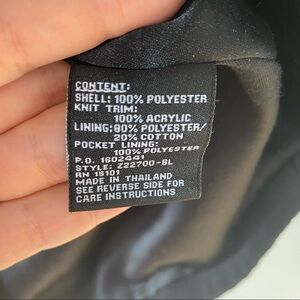 CONTENT:
SHELL: 100% POLYESTER
KNIT TRIM:
100% ACRYLIC
LINING: 80% POLYESTER/
20% COTTON
POCKET LINING:
100% POLYESTER
P.O. 1602441
STYLE: Z22700-BL
RN 15101
MADE IN THAILAND
SEE REVERSE SIDE FOR
CARE INSTRUCTIONS